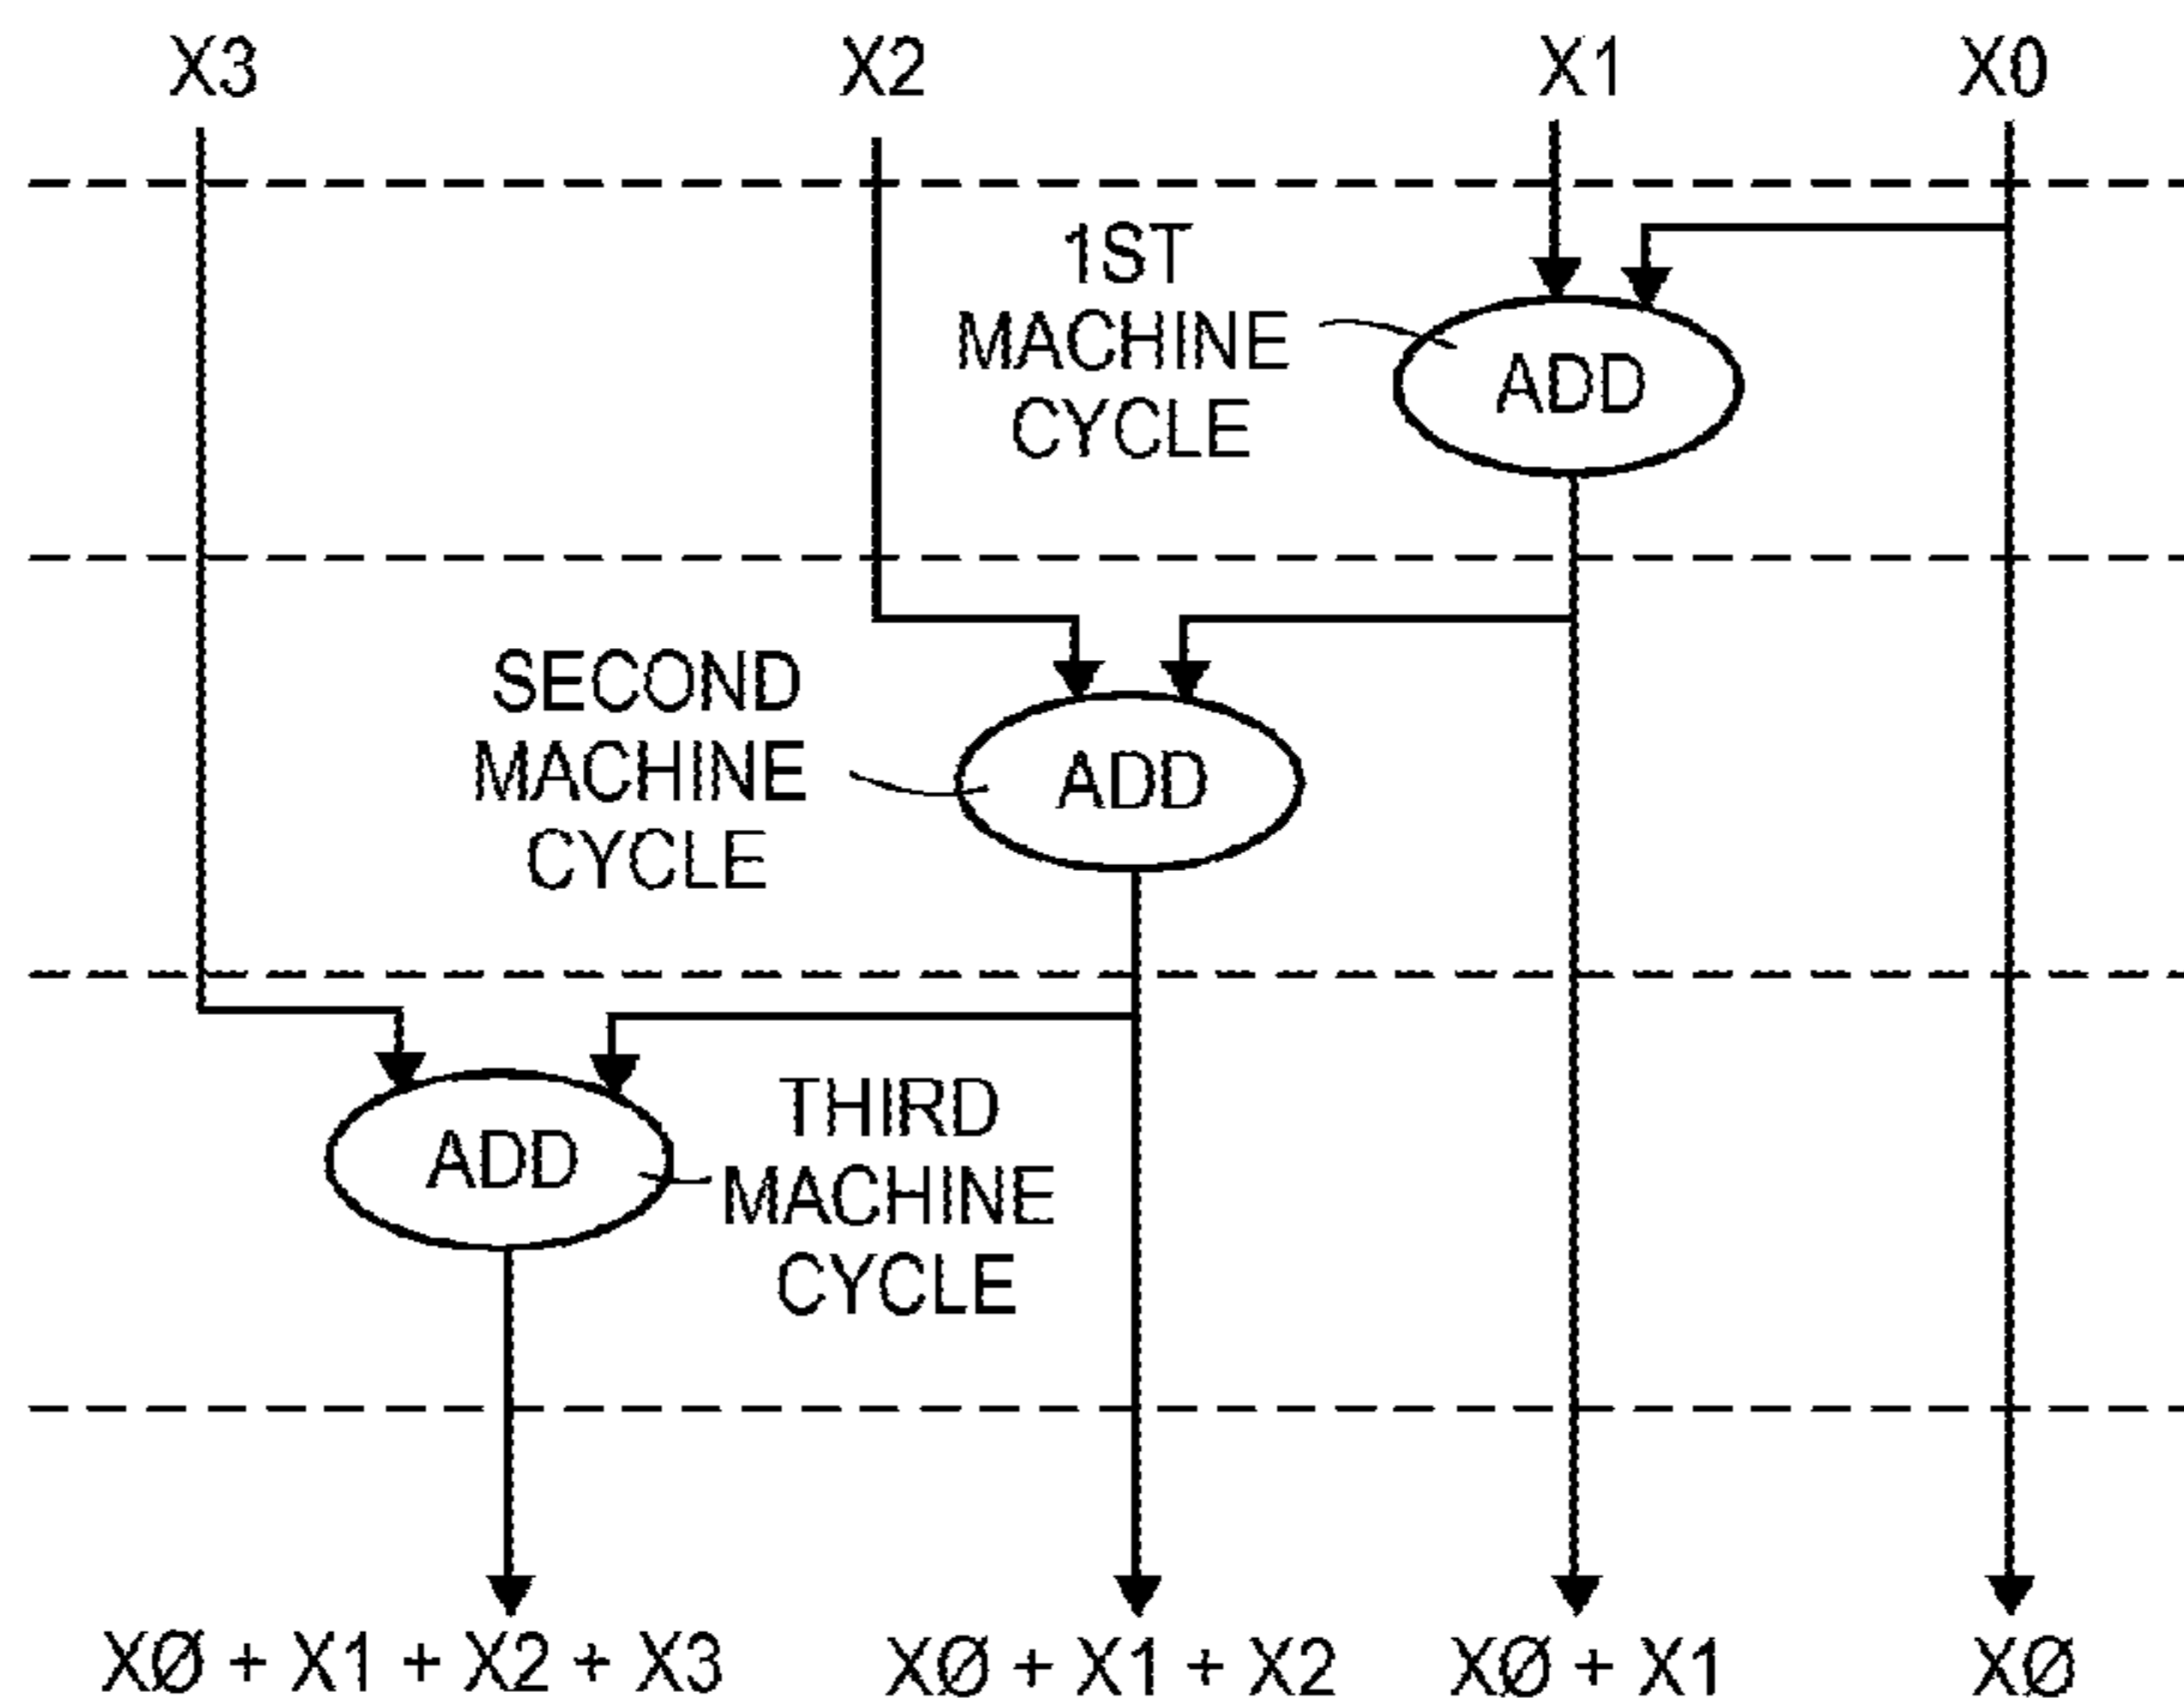 X3 X2 X1 X0
1ST
MACHINE
CYCLE
ADD
SECOND
MACHINE
CYCLE
ADD
ADD
THIRD
MACHINE
CYCLE
XØ + X1 + X2 + X3 XØ + X1 + X2 XØ + X1 XØ